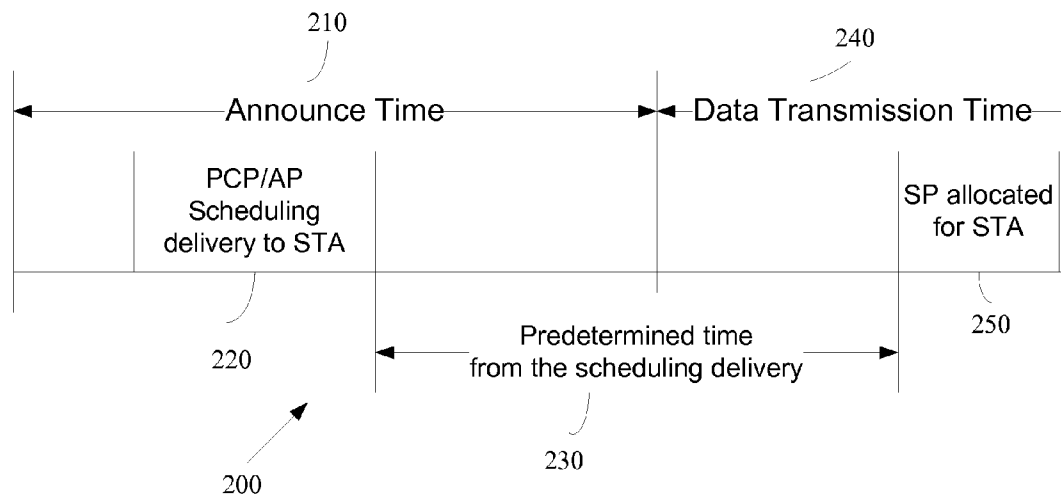 210
240
Announce Time
Data Transmission Time
PCP/AP
Scheduling
delivery to STA
SP allocated
for STA
220
250
Predetermined time
from the scheduling delivery
230
200